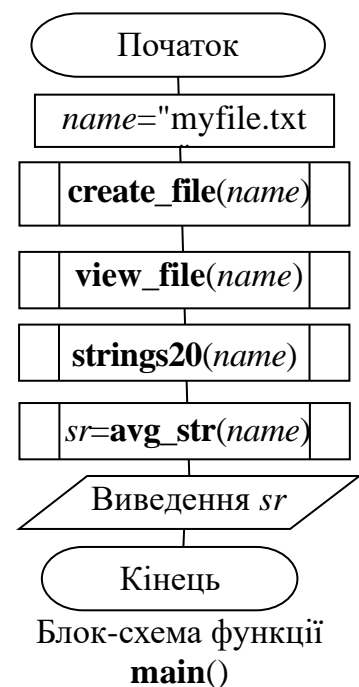 Початок
name="myfile.txt
create_file(name)
view_file(name)
strings20(name)
sr=avg_str(name)
Виведення sr
Кінець
Блок-схема функції
main()